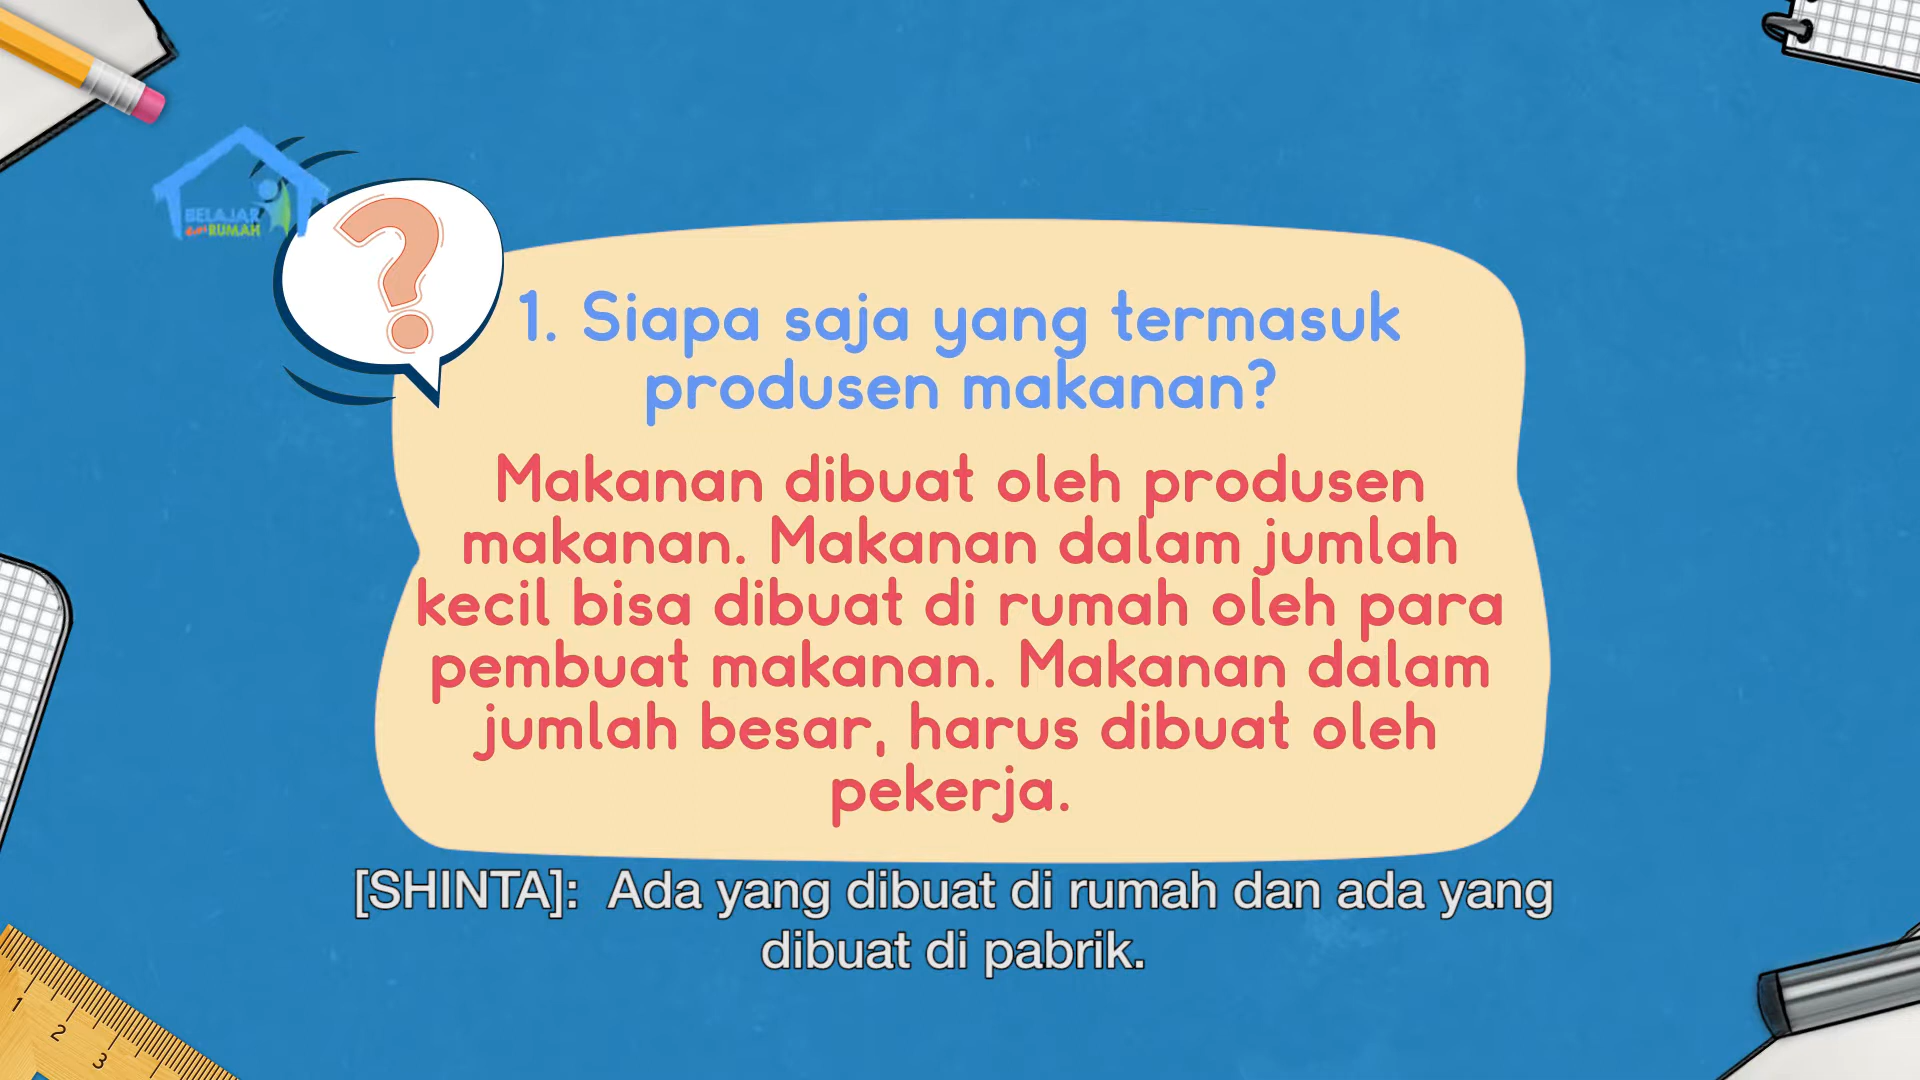 BELAJAR
dari RUMAH
1. Siapa saja yang termasuk
produsen makanan?
Makanan dibuat oleh produsen
makanan. Makanan dalam jumlah
kecil bisa dibuat di rumah oleh para
pembuat makanan. Makanan dalam
jumlah besar, harus dibuat oleh
pekerja.
[SHINTA]: Ada yang dibuat di rumah dan ada yang
dibuat di pabrik.
1
2
3